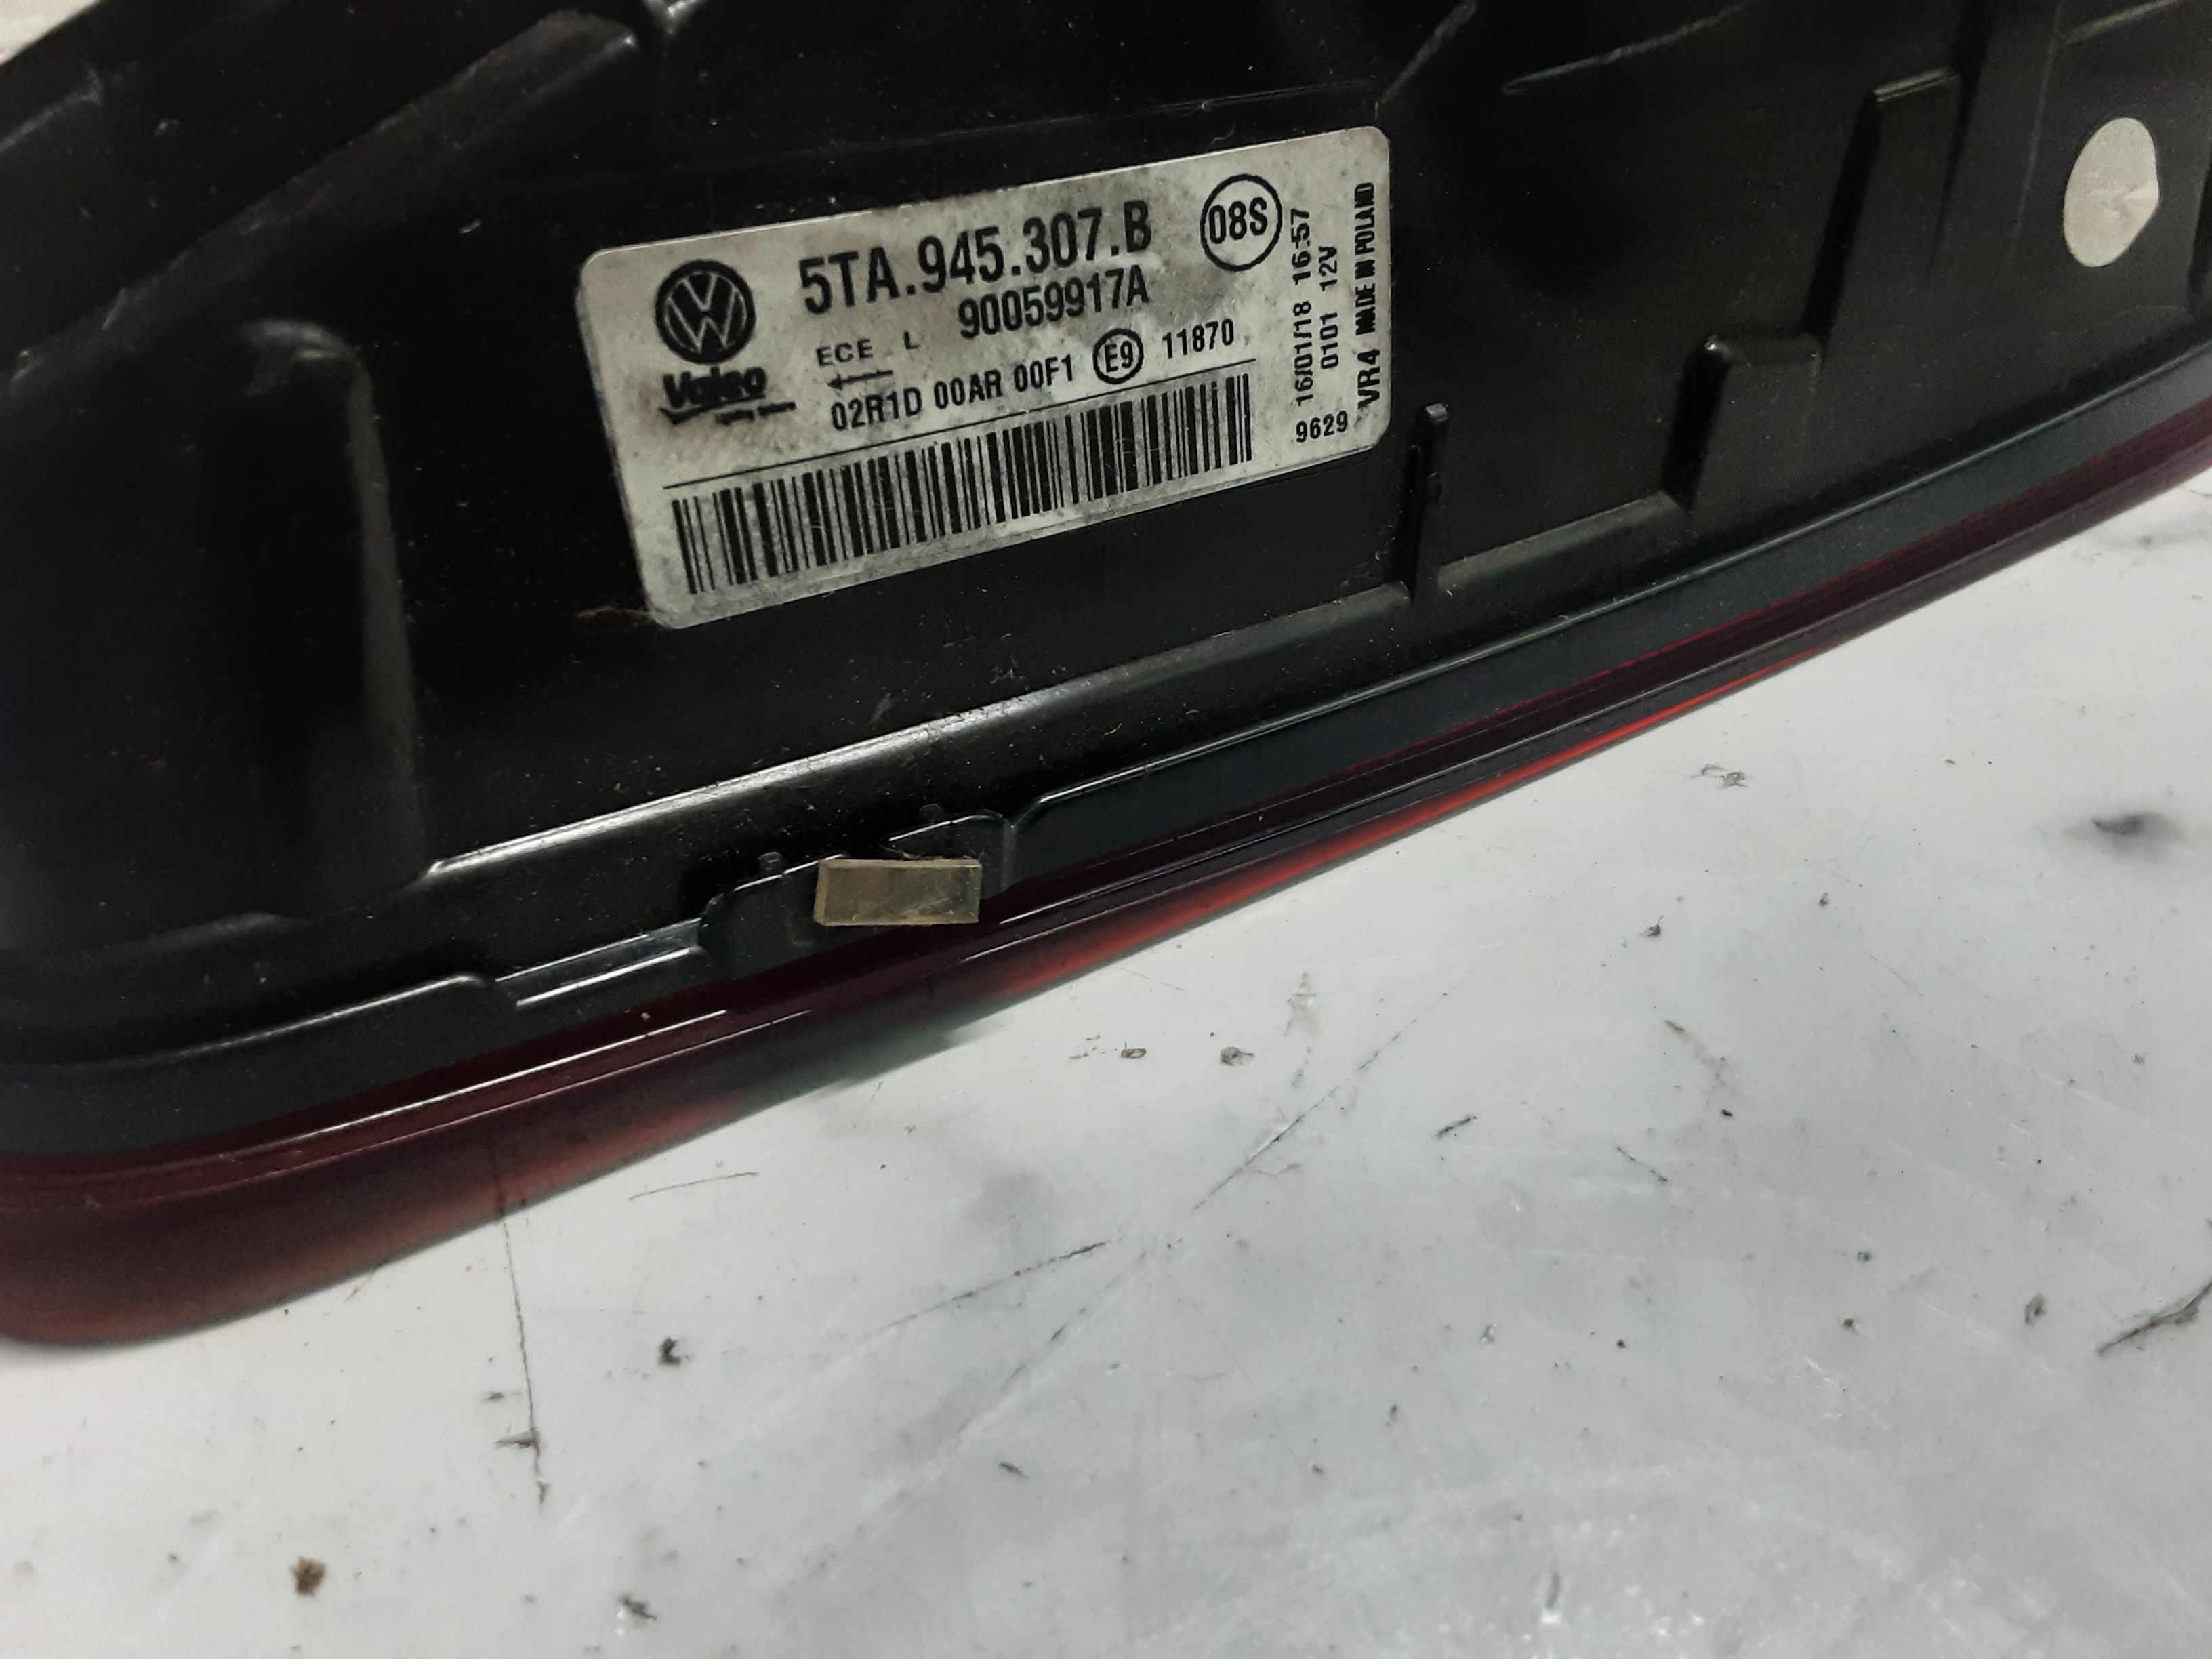 5TA.945.307.B
08S
90059917A
ECE L
Valeo
02R1D 00AR 00F1 E9 11870
16/01/18 16:57
0101 12V
9629 VR4 MADE IN POLAND